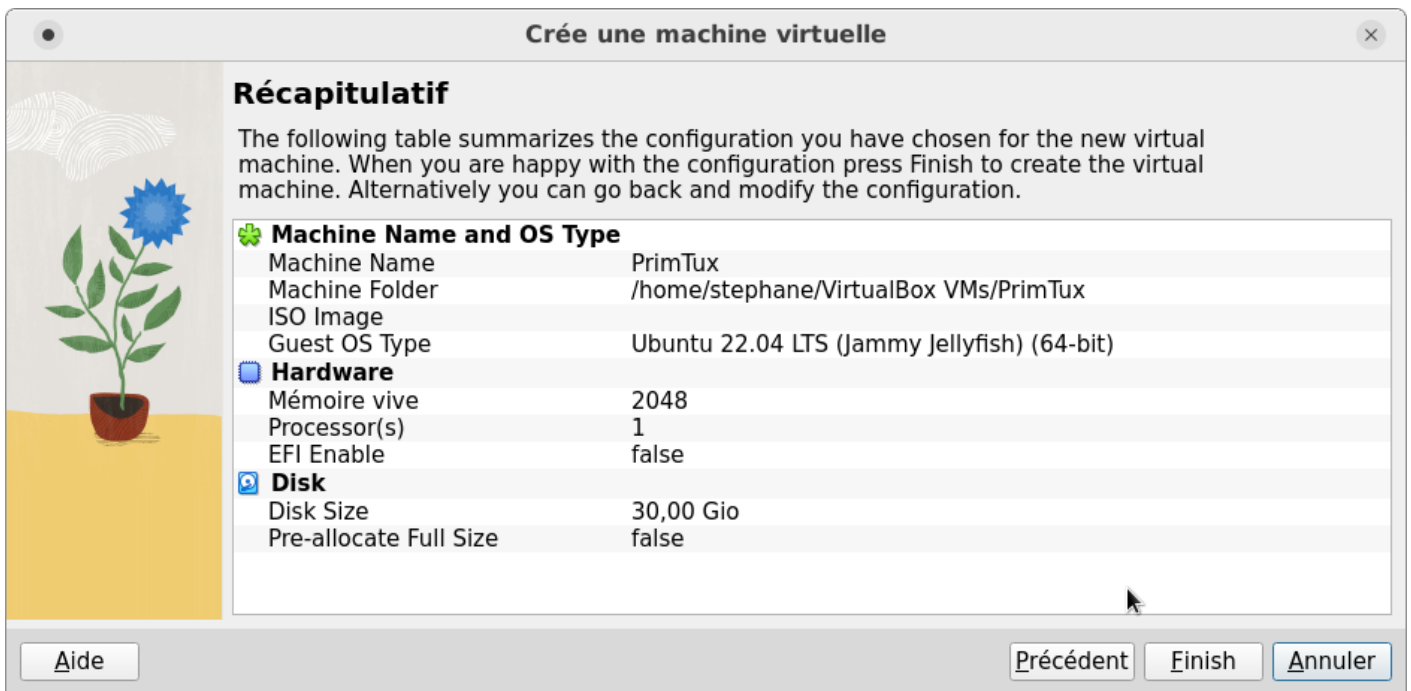 Crée une machine virtuelle
Récapitulatif
The following table summarizes the configuration you have chosen for the new virtual
machine. When you are happy with the configuration press Finish to create the virtual
machine. Alternatively you can go back and modify the configuration.
Machine Name and OS Type
Machine Name PrimTux
Machine Folder /home/stephane/VirtualBox VMs/PrimTux
ISO Image
Guest OS Type Ubuntu 22.04 LTS (Jammy Jellyfish) (64-bit)
Hardware
Mémoire vive 2048
Processor(s) 1
EFI Enable false
Disk
Disk Size 30,00 Gio
Pre-allocate Full Size false
Aide Précédent Finish Annuler